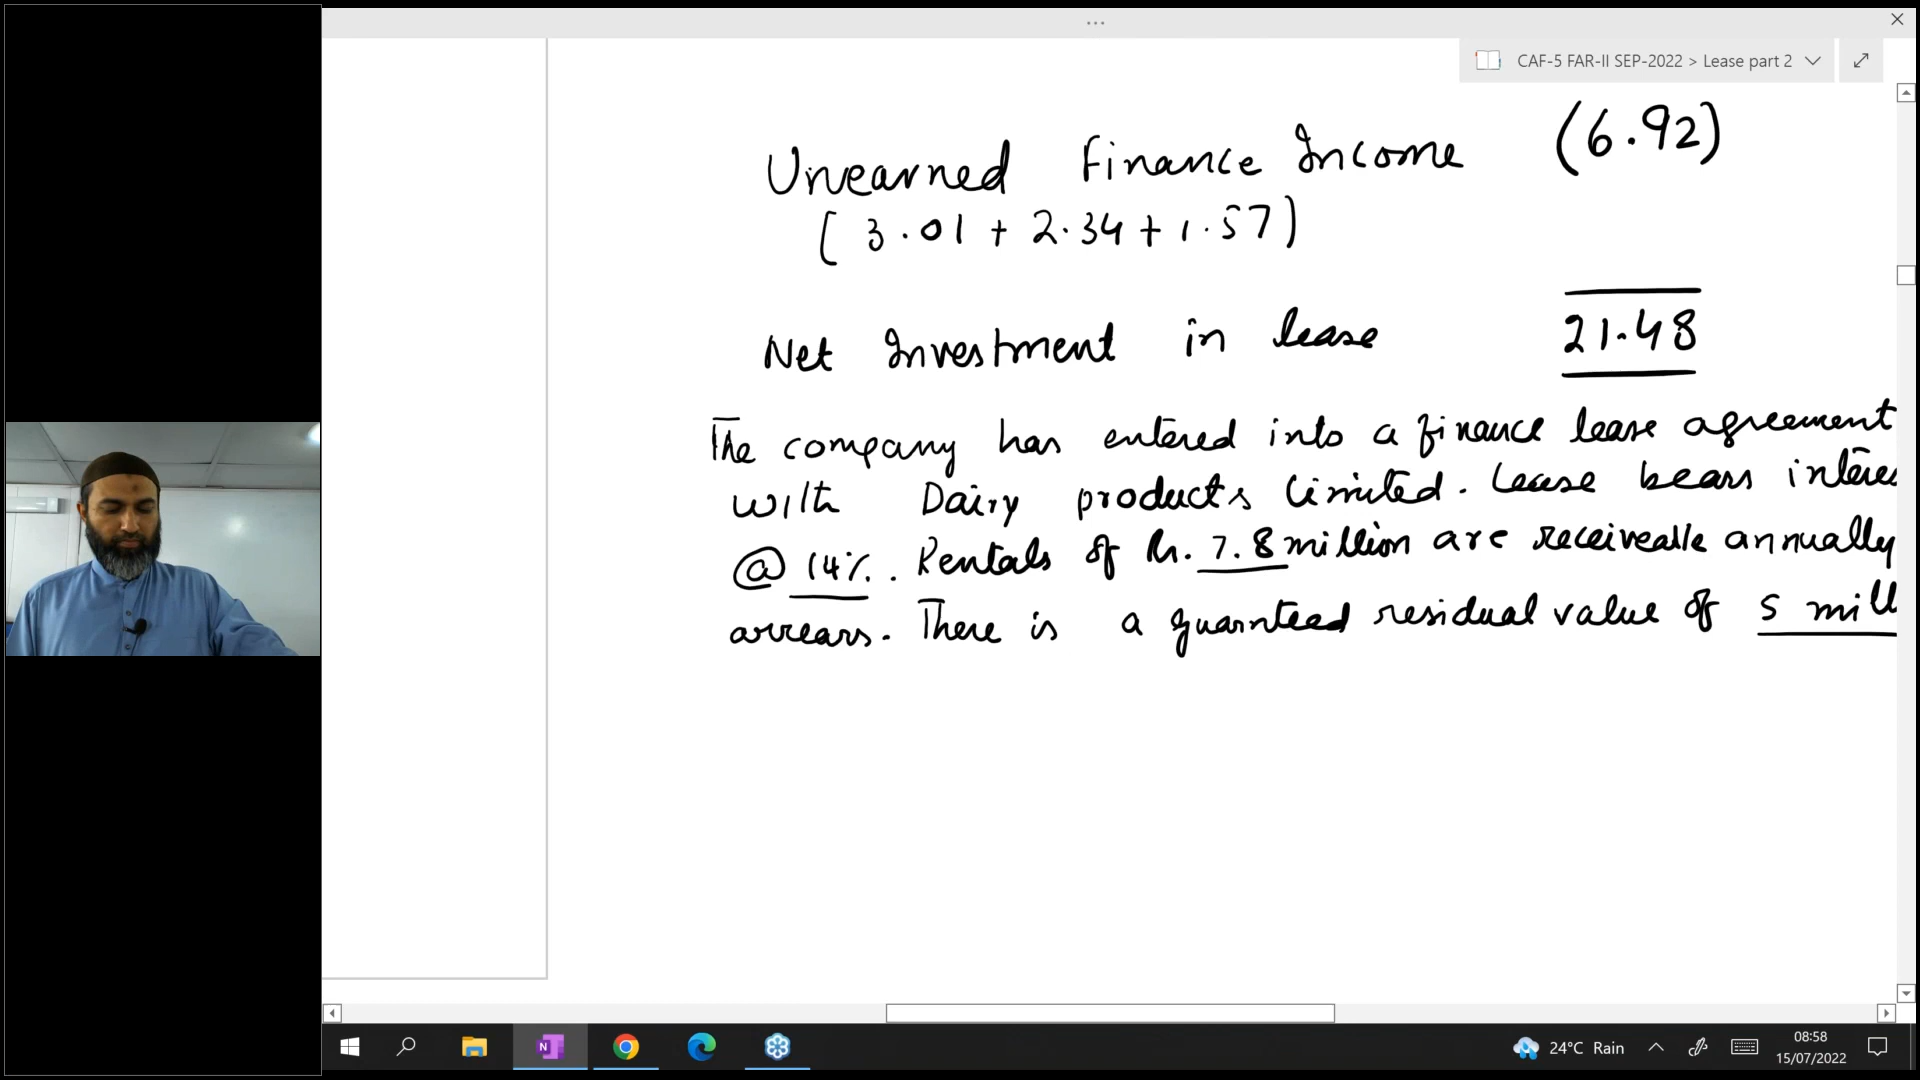 CAF-5 FAR-II SEP-2022 > Lease part 2
Unearned Finance Income (6.92)
[3.01 + 2.34 + 1.57)
Net Investment in lease 21.48
The company has entered into a finance lease agreement
with Dairy products limited. Lease bears
@ 14%. Rentals of Rs. 7.8 million are receiveable annually
arrears. There is a guarnteed residual value of 5 mill
24°C Rain
08:58
15/07/2022